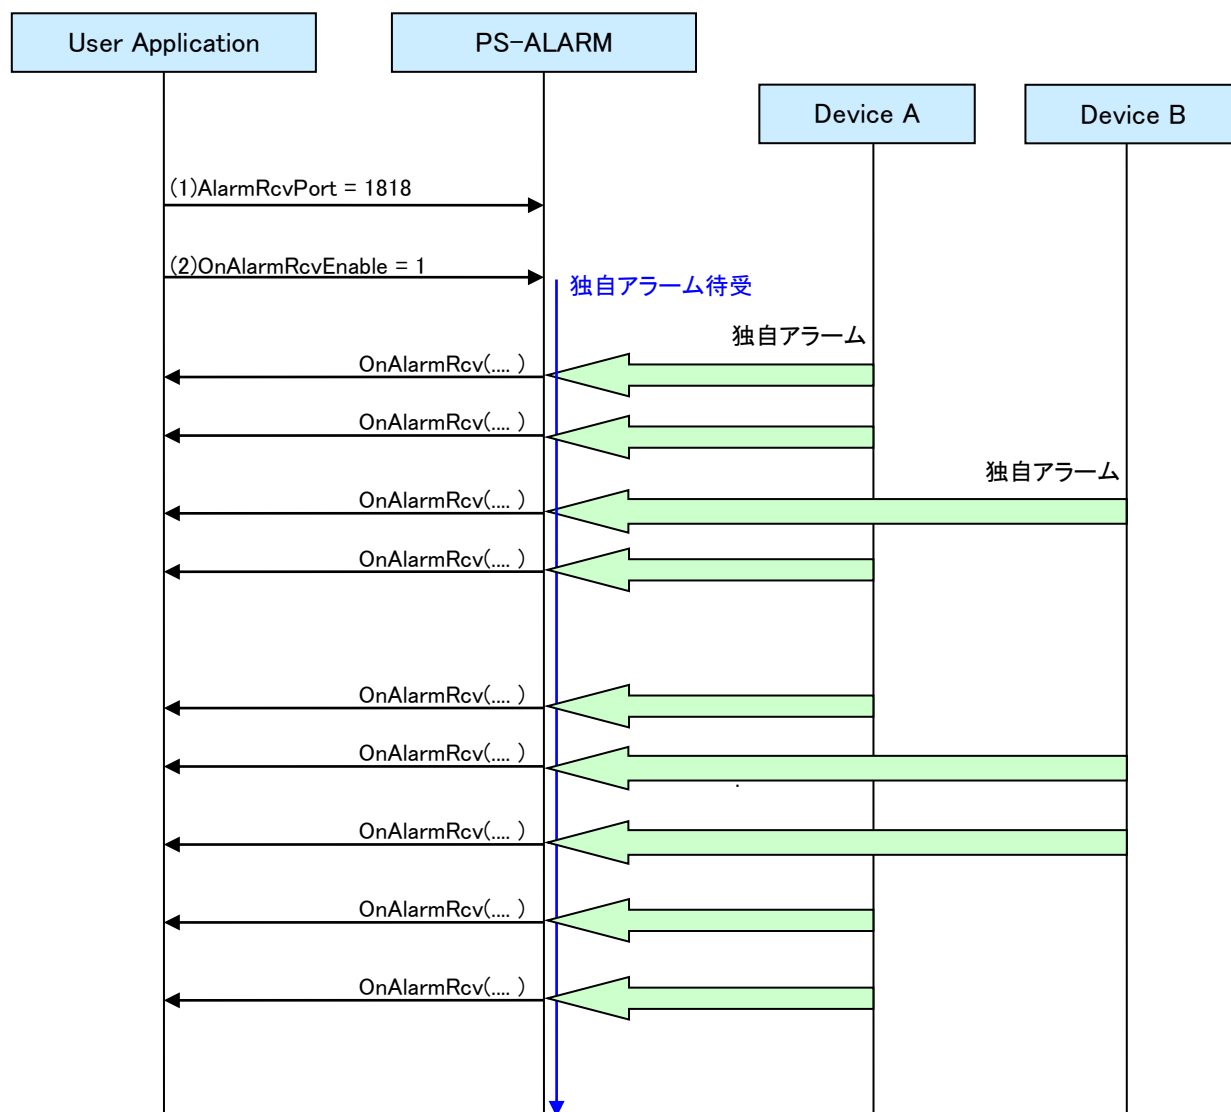 User Application
PS-ALARM
Device A
Device B
(1)AlarmRcvPort = 1818
(2)OnAlarmRcvEnable = 1
独自アラーム待受
独自アラーム
OnAlarmRcv(.... )
OnAlarmRcv(.... )
独自アラーム
OnAlarmRcv(.... )
OnAlarmRcv(.... )
OnAlarmRcv(.... )
OnAlarmRcv(.... )
.
OnAlarmRcv(.... )
OnAlarmRcv(.... )
OnAlarmRcv(.... )